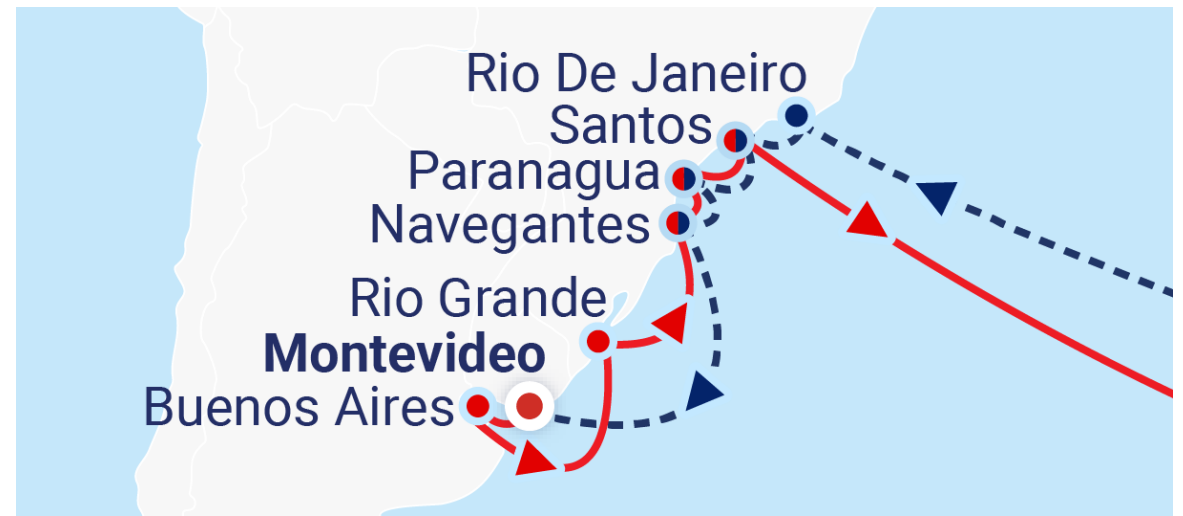 Rio De Janeiro
Santos
Paranagua
Navegantes
Rio Grande
Montevideo
Buenos Aires